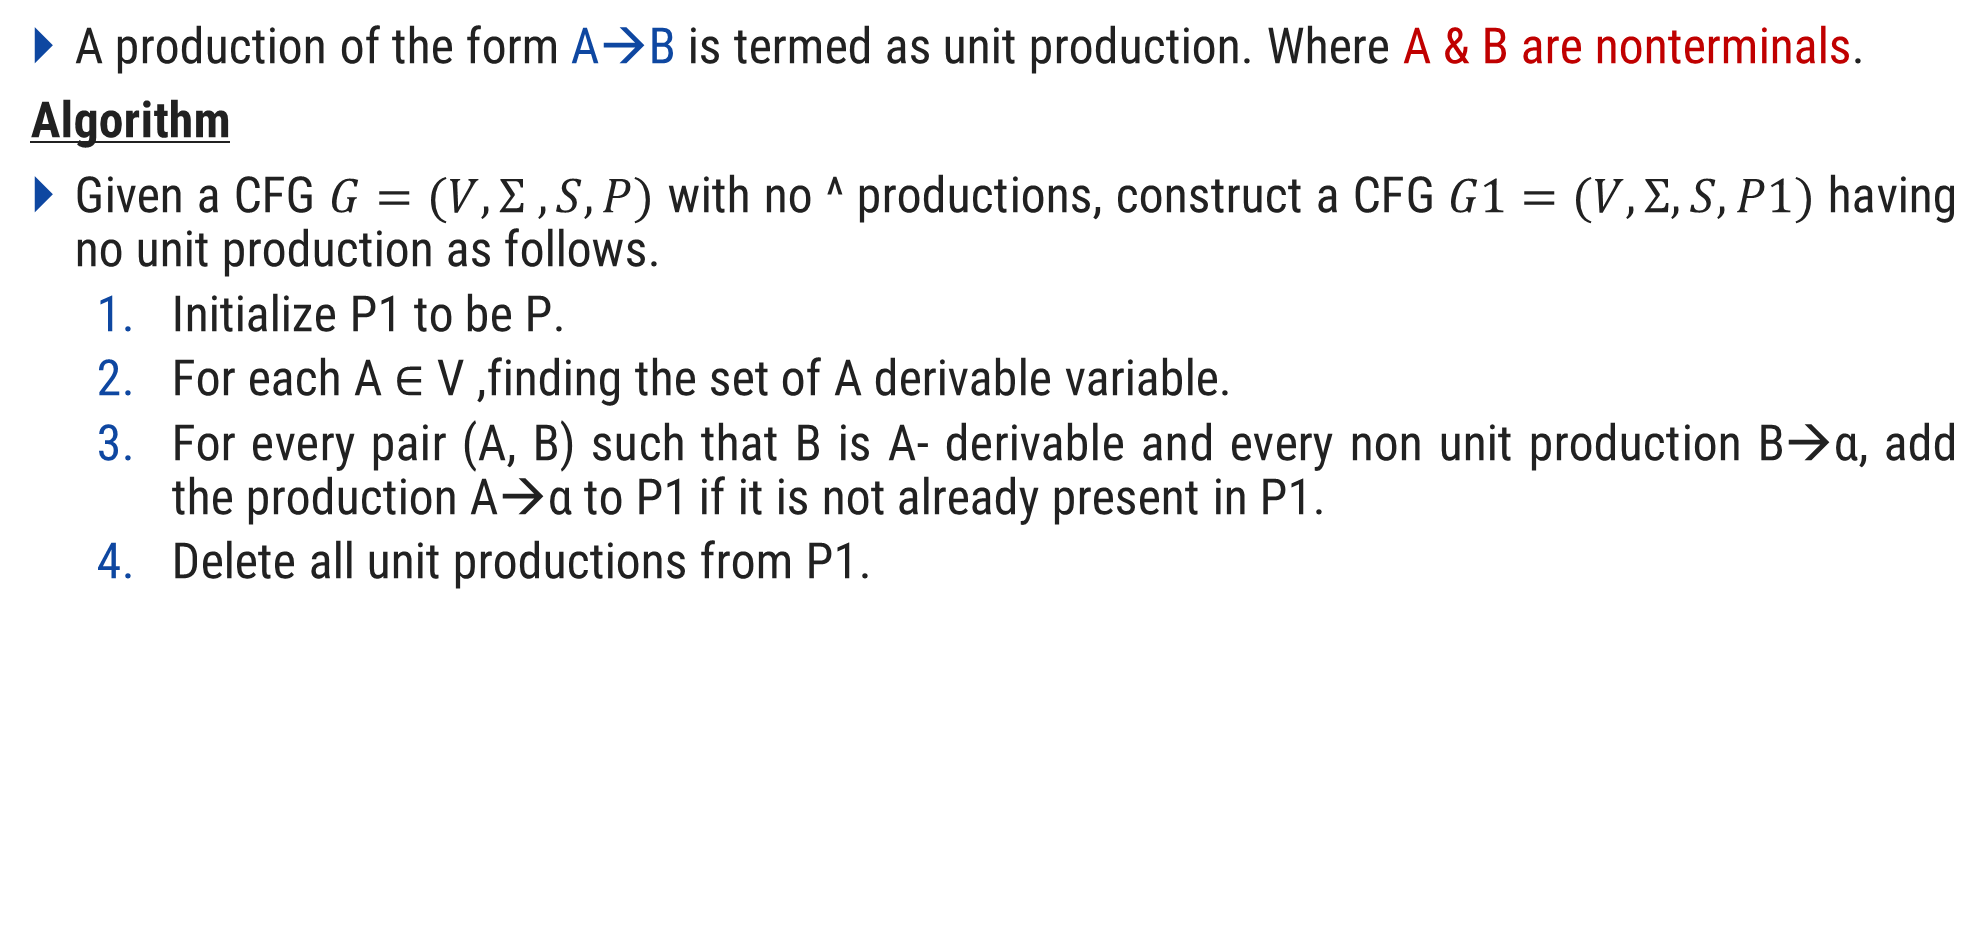 A production of the form A→B is termed as unit production. Where A & B are nonterminals.
Algorithm
Given a CFG G = (V, Σ , S, P) with no ^ productions, construct a CFG G1 = (V, Σ, S, P1) having
no unit production as follows.
1. Initialize P1 to be P.
2. For each A ∈ V ,finding the set of A derivable variable.
3. For every pair (A, B) such that B is A- derivable and every non unit production B→α, add
the production A→α to P1 if it is not already present in P1.
4. Delete all unit productions from P1.